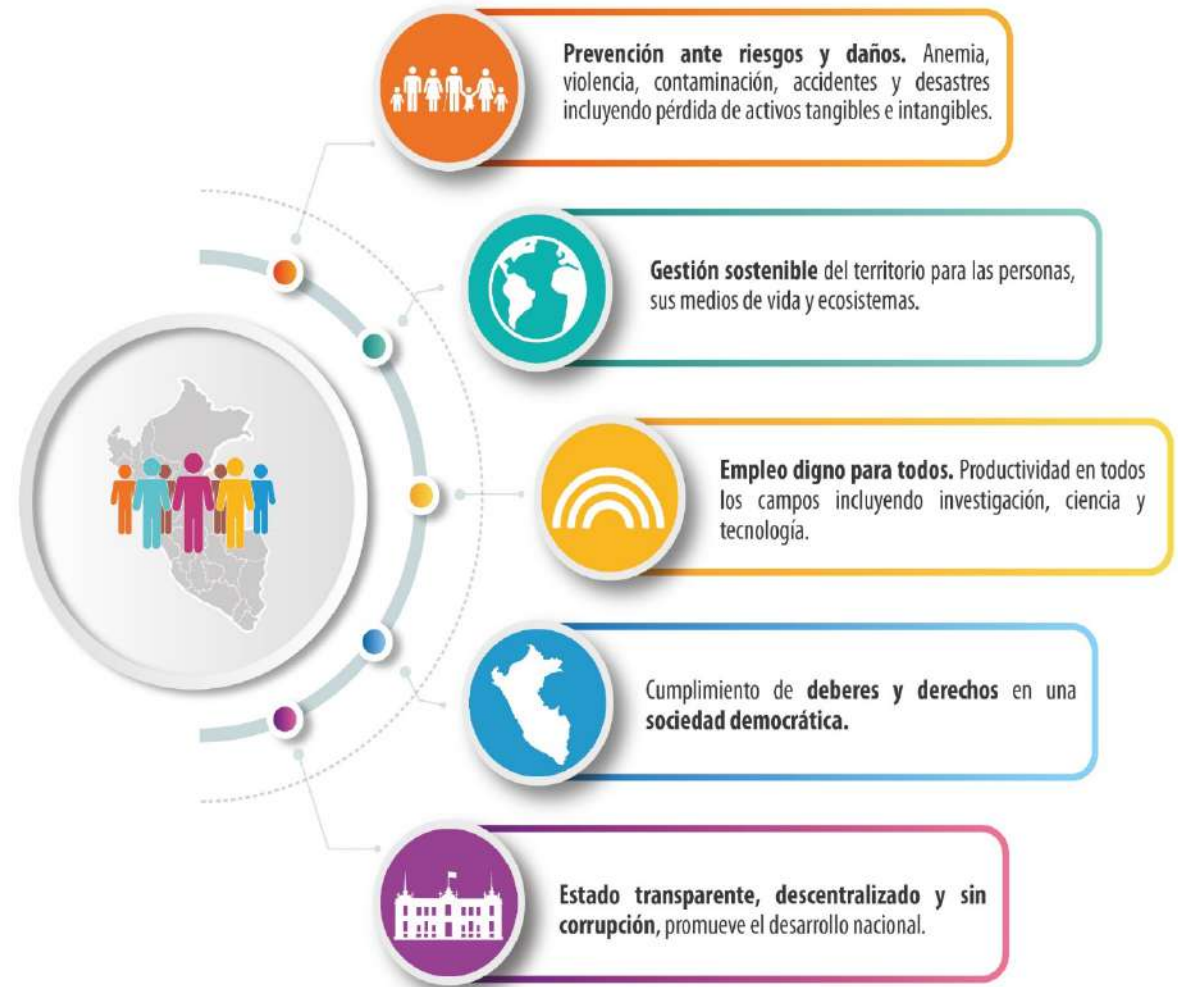 Prevención ante riesgos y daños. Anemia,
violencia, contaminación, accidentes y desastres
incluyendo pérdida de activos tangibles e intangibles.
Gestión sostenible del territorio para las personas,
sus medios de vida y ecosistemas.
Empleo digno para todos. Productividad en todos
los campos incluyendo investigación, ciencia y
tecnología.
Cumplimiento de deberes y derechos en una
sociedad democrática.
Estado transparente, descentralizado y sin
corrupción, promueve el desarrollo nacional.